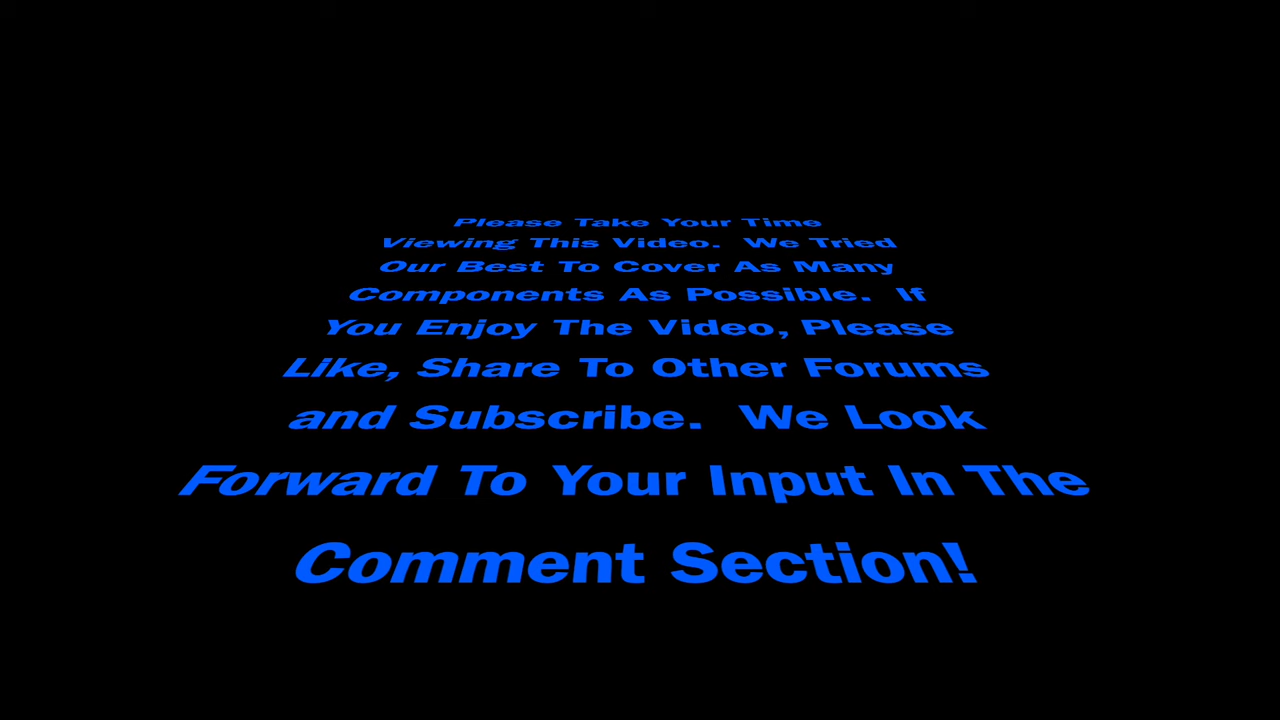 Please Take Your Time
Viewing This Video.  We Tried
Our Best To Cover As Many
Components As Possible.  If
You Enjoy The Video, Please
Like, Share To Other Forums
and Subscribe.  We Look
Forward To Your Input In The
Comment Section!